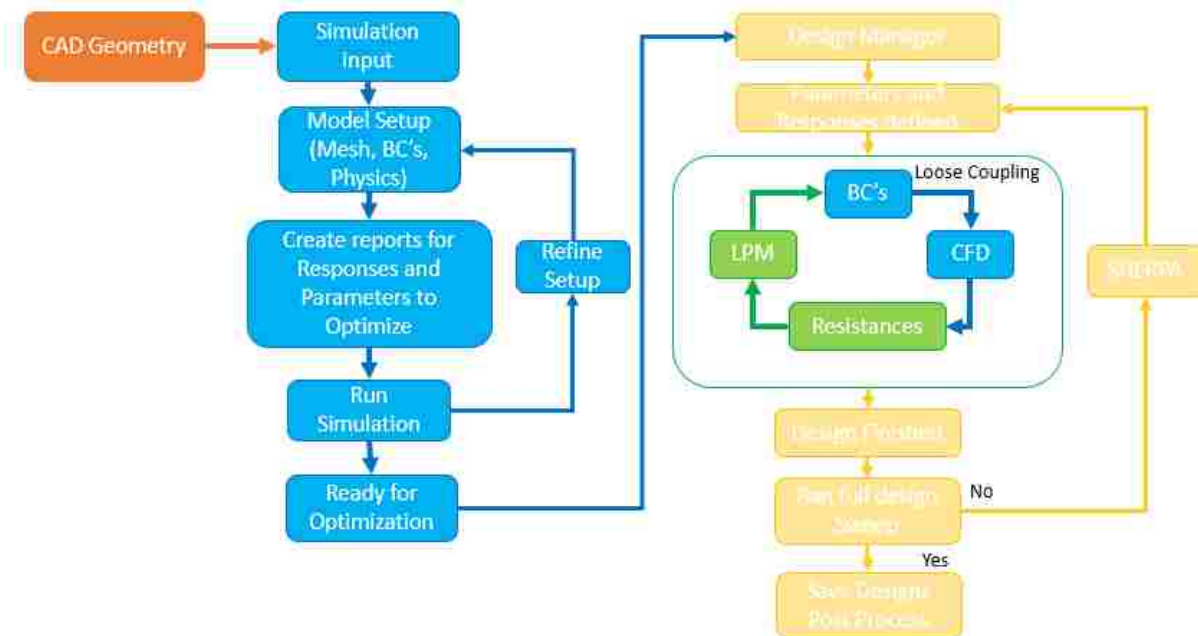 CAD Geometry
Simulation
Input
Model Setup
(Mesh, BC's,
Physics)
Create reports for
Responses and
Parameters to
Optimize
Refine
Setup
Run
Simulation
Ready for
Optimization
Design Manager
Parameters and
Responses defined
Loose Coupling
BC's
LPM
CFD
Resistances
SHERPA
Design Finished
Ran full design
No
Yes
Save Designs
Post Process